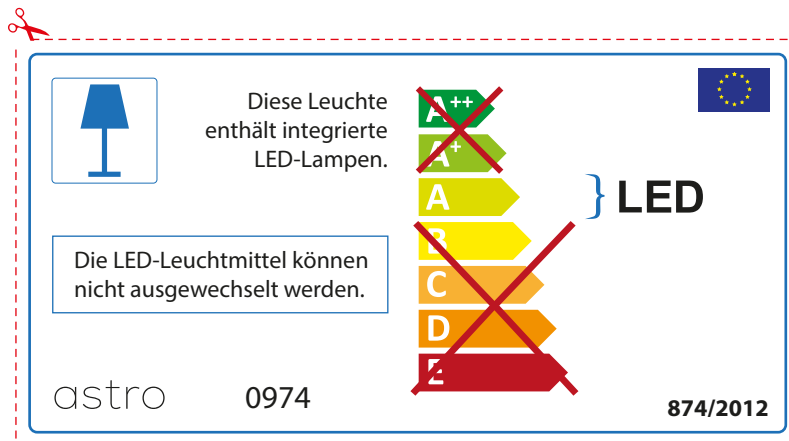 Diese Leuchte
enthält integrierte
LED-Lampen.
A++
A+
A
LED
B
Die LED-Leuchtmittel können
nicht ausgewechselt werden.
C
D
E
astro
0974
874/2012